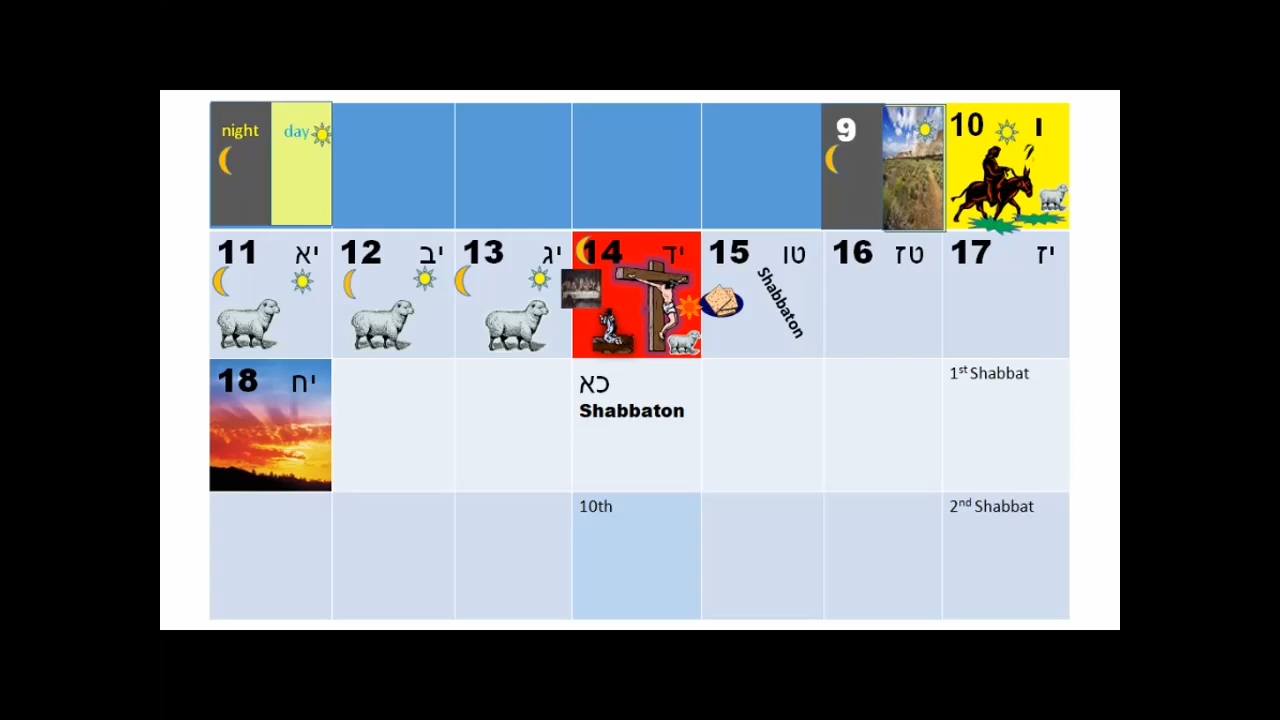 night
day
9
10 ו
11 יא
12 יב
13 יג
14 יד
15 טו
Shabbaton
16 טז
17 יז
18 יח
כא
Shabbaton
1st Shabbat
10th
2nd Shabbat